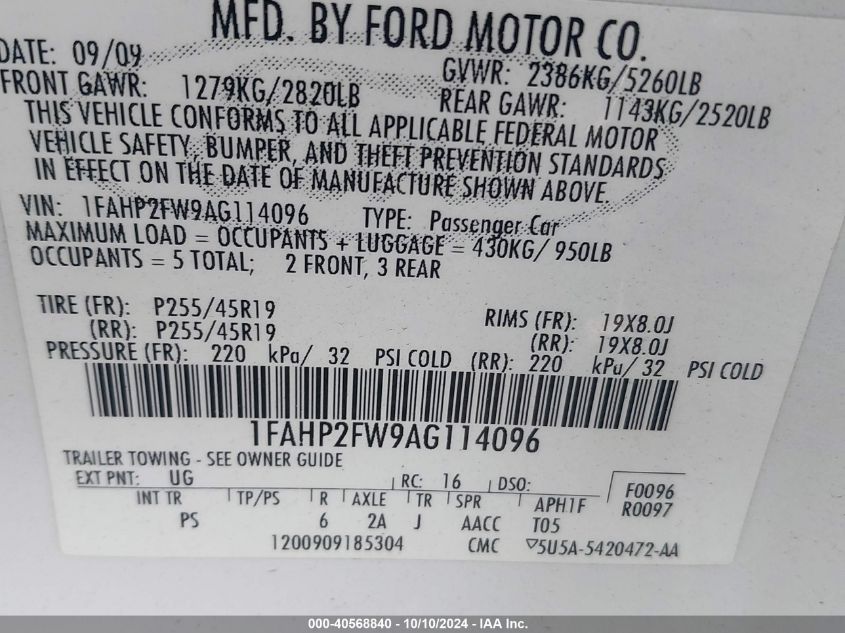 MFD. BY FORD MOTOR CO.
DATE: 09/09
GVWR: 2386KG/5260LB
FRONT GAWR: 1279KG/2820LB
REAR GAWR: 1143KG/2520LB
THIS VEHICLE CONFORMS TO ALL APPLICABLE FEDERAL MOTOR
VEHICLE SAFETY, BUMPER, AND THEFT PREVENTION STANDARDS
IN EFFECT ON THE DATE OF MANUFACTURE SHOWN ABOVE.
VIN: 1FAHP2FW9AG114096 TYPE: Passenger Car
MAXIMUM LOAD = OCCUPANTS + LUGGAGE = 430KG/ 950LB
OCCUPANTS = 5 TOTAL; 2 FRONT, 3 REAR
TIRE (FR): P255/45R19 RIMS (FR): 19X8.0J
(RR): P255/45R19 (RR): 19X8.0J
PRESSURE (FR): 220 kPa/ 32 PSI COLD (RR): 220 kPa/ 32 PSI COLD
1FAHP2FW9AG114096
TRAILER TOWING - SEE OWNER GUIDE
EXT PNT: UG RC: 16 DSO: F0096
INT TR TP/PS R AXLE TR SPR APH1F R0097
PS 6 2A J AACC T05
1200909185304 CMC ▽5U5A-5420472-AA
000-40568840 - 10/10/2024 - IAA Inc.